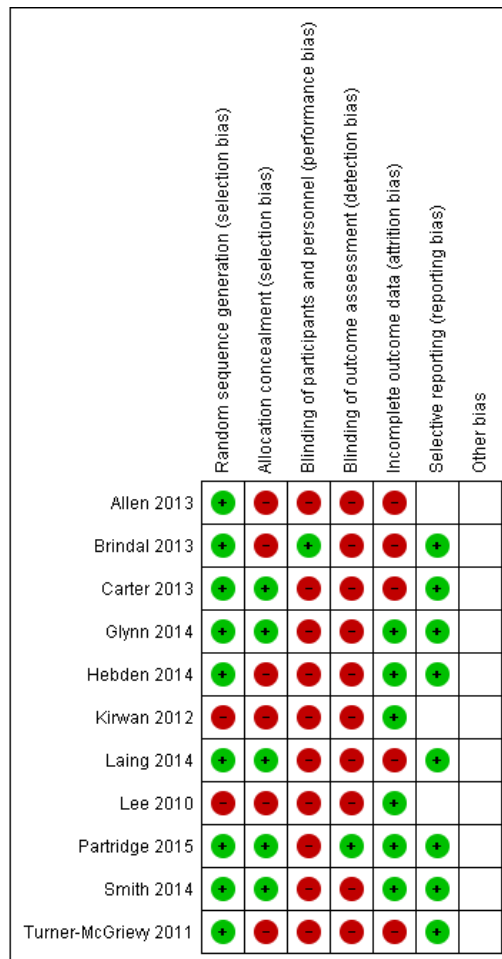 Random sequence generation (selection bias)
Allocation concealment (selection bias)
Blinding of participants and personnel (performance bias)
Blinding of outcome assessment (detection bias)
Incomplete outcome data (attrition bias)
Selective reporting (reporting bias)
Other bias
Allen 2013 + - - - -
Brindal 2013 + - + - - +
Carter 2013 + + - - - +
Glynn 2014 + + - - + +
Hebden 2014 + - - - + +
Kirwan 2012 - - - - +
Laing 2014 + + - - - +
Lee 2010 - - - - +
Partridge 2015 + + - + + +
Smith 2014 + + - - + +
Turner-McGrievy 2011 + - - - - +